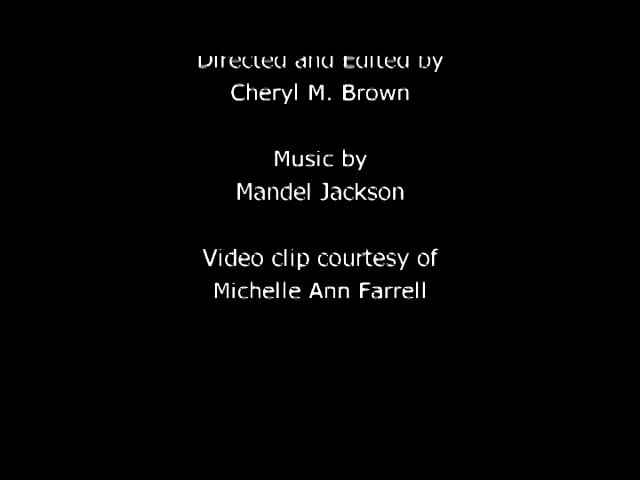 Directed and Edited by
Cheryl M. Brown
Music by
Mandel Jackson
Video clip courtesy of
Michelle Ann Farrell